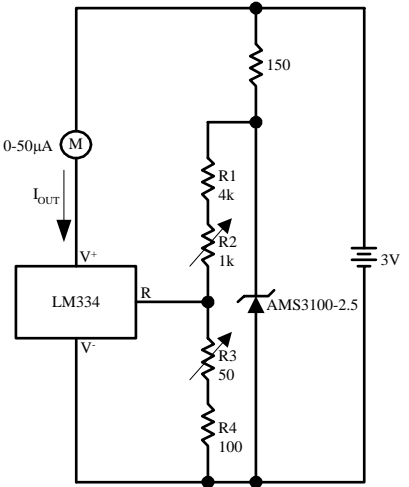 150
0-50µA
M
I_OUT
R1
4k
R2
1k
V+
LM334
R
V-
AMS3100-2.5
3V
R3
50
R4
100